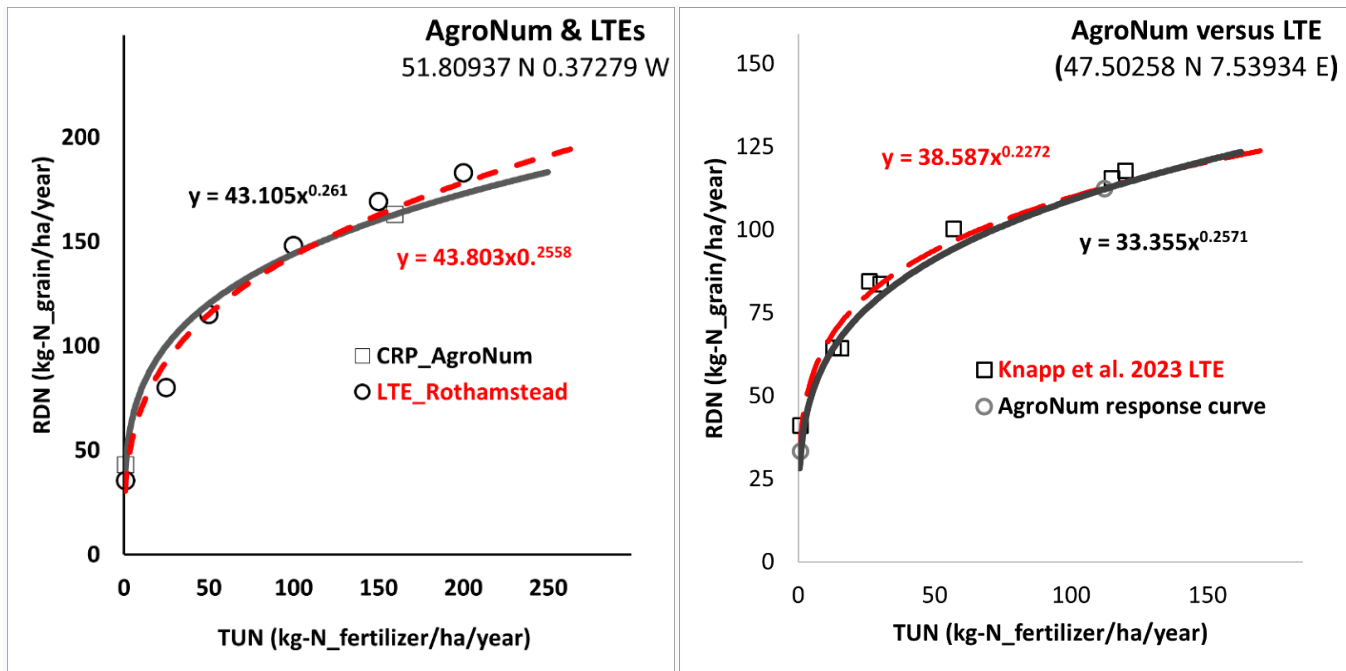 AgroNum & LTEs
51.80937 N 0.37279 W
200
150
100
50
0
0 50 100 150 200 250
RDN (kg-N_grain/ha/year)
TUN (kg-N_fertilizer/ha/year)
y = 43.105x^0.261
y = 43.803x0.^2558
CRP_AgroNum
LTE_Rothamstead
AgroNum versus LTE
(47.50258 N 7.53934 E)
150
125
100
75
50
25
0
0 50 100 150
RDN (kg-N_grain/ha/year)
TUN (kg-N_fertilizer/ha/year)
y = 38.587x^0.2272
y = 33.355x^0.2571
Knapp et al. 2023 LTE
AgroNum response curve